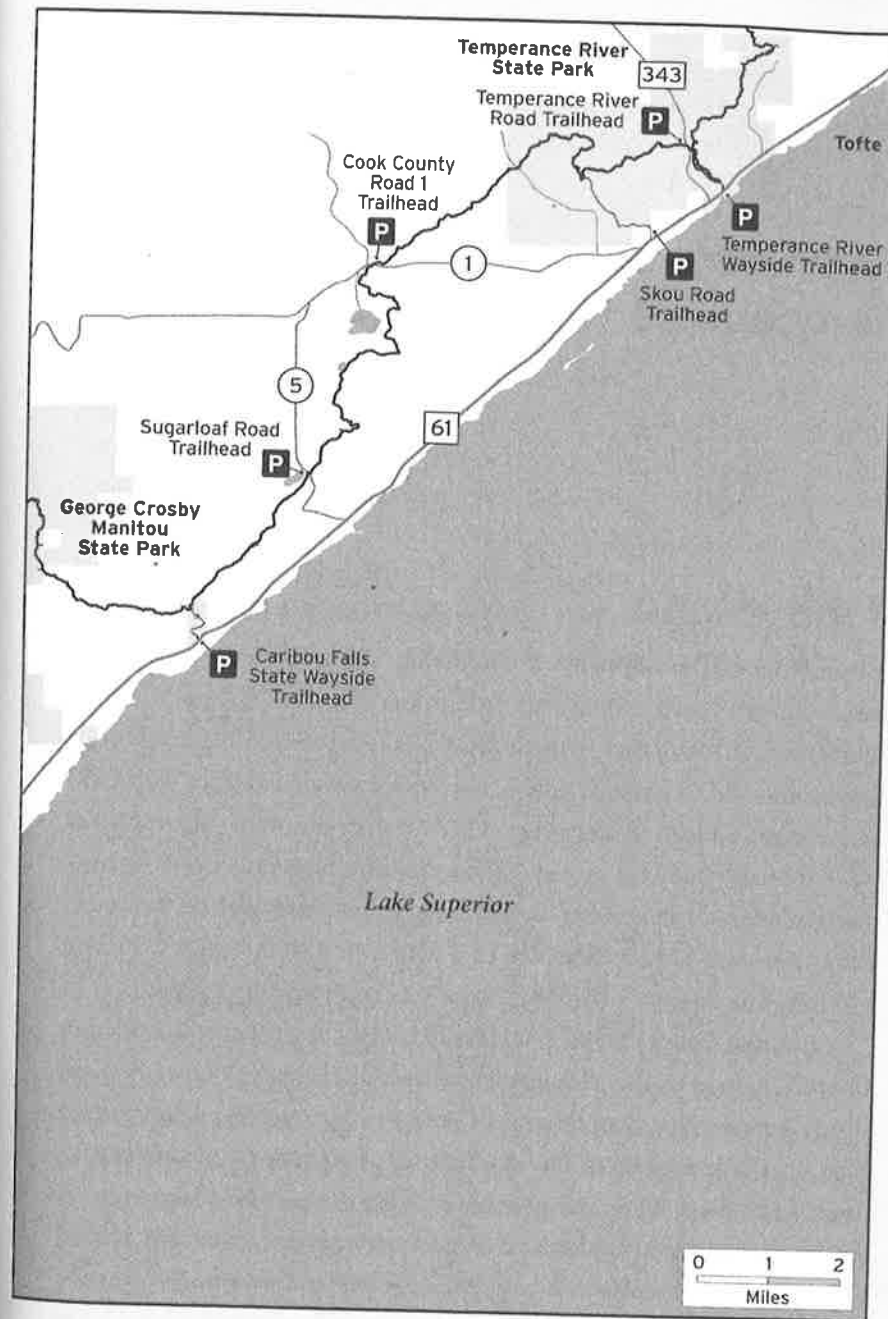 Temperance River
State Park
343
Temperance River
Road Trailhead
P
Tofte
Cook County
Road 1
Trailhead
P
P
Temperance River
Wayside Trailhead
1
P
Skou Road
Trailhead
5
61
Sugarloaf Road
Trailhead
P
George Crosby
Manitou
State Park
P
Caribou Falls
State Wayside
Trailhead
Lake Superior
0 1 2
Miles